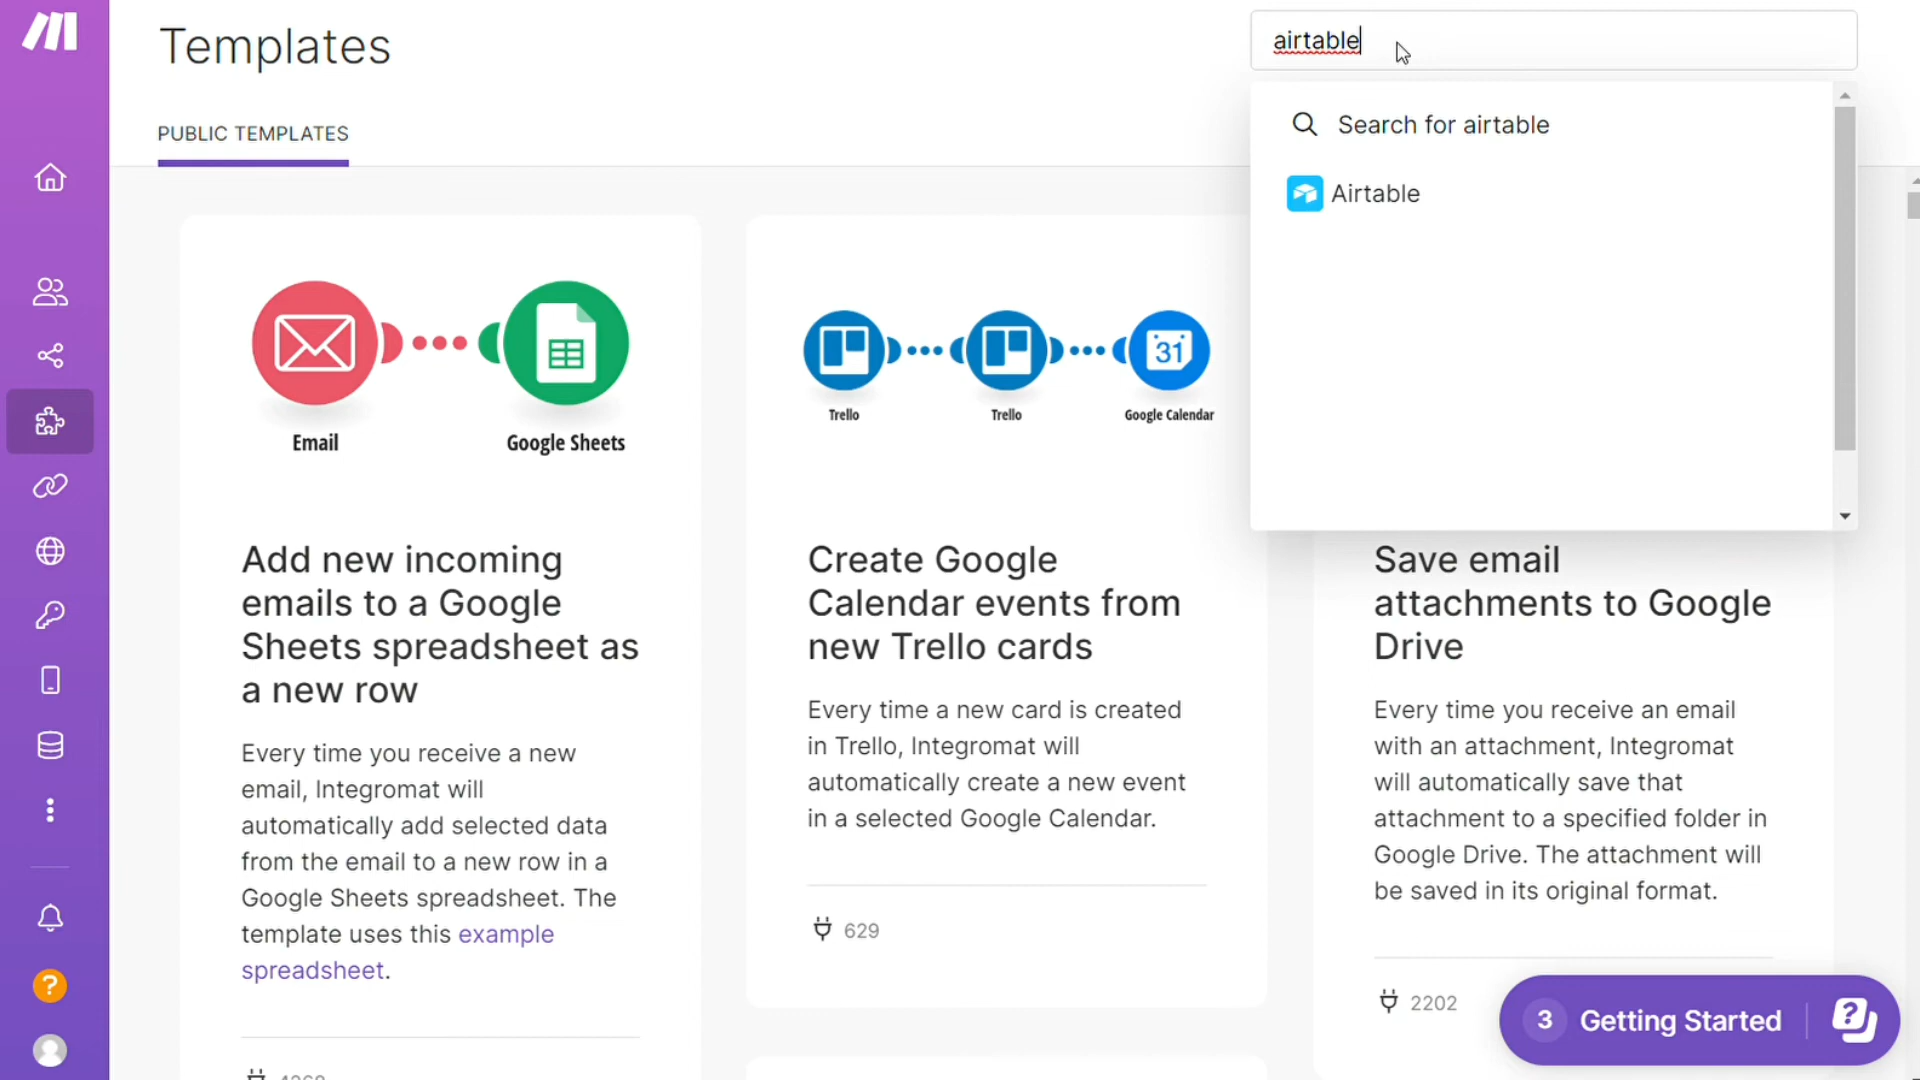 Templates
airtable
PUBLIC TEMPLATES
Search for airtable
Airtable
Email
Google Sheets
Add new incoming
emails to a Google
Sheets spreadsheet as
a new row
Every time you receive a new
email, Integromat will
automatically add selected data
from the email to a new row in a
Google Sheets spreadsheet. The
template uses this example
spreadsheet.
Trello
Trello
31
Google Calendar
Create Google
Calendar events from
new Trello cards
Every time a new card is created
in Trello, Integromat will
automatically create a new event
in a selected Google Calendar.
629
Save email
attachments to Google
Drive
Every time you receive an email
with an attachment, Integromat
will automatically save that
attachment to a specified folder in
Google Drive. The attachment will
be saved in its original format.
2202
?
3 Getting Started ?